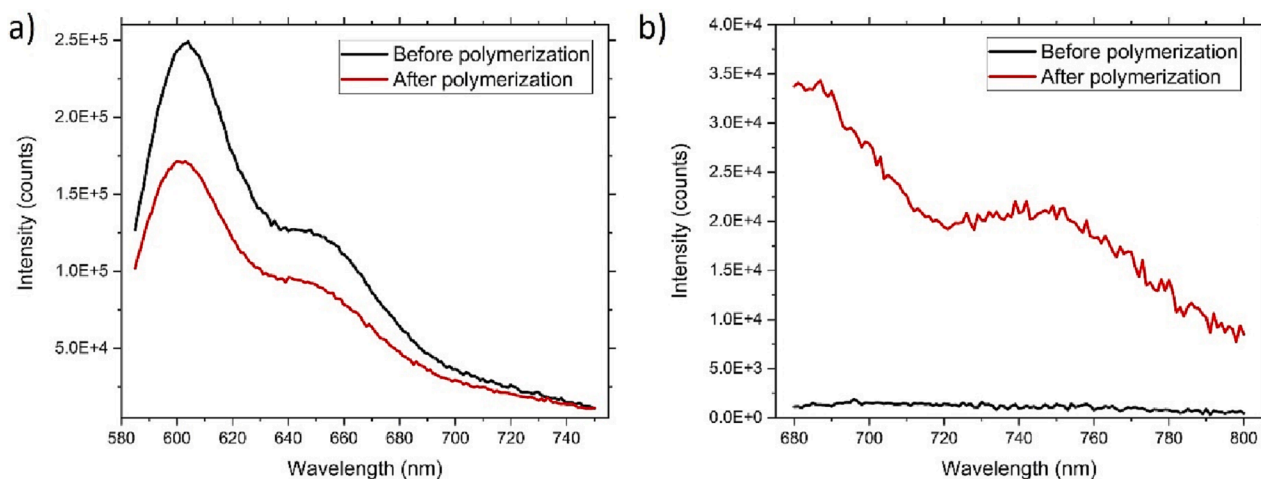 a)
Before polymerization
After polymerization
Intensity (counts)
2.5E+5
2.0E+5
1.5E+5
1.0E+5
5.0E+4
580 600 620 640 660 680 700 720 740
Wavelength (nm)
b)
Before polymerization
After polymerization
Intensity (counts)
4.0E+4
3.5E+4
3.0E+4
2.5E+4
2.0E+4
1.5E+4
1.0E+4
5.0E+3
0.0E+0
680 700 720 740 760 780 800
Wavelength (nm)